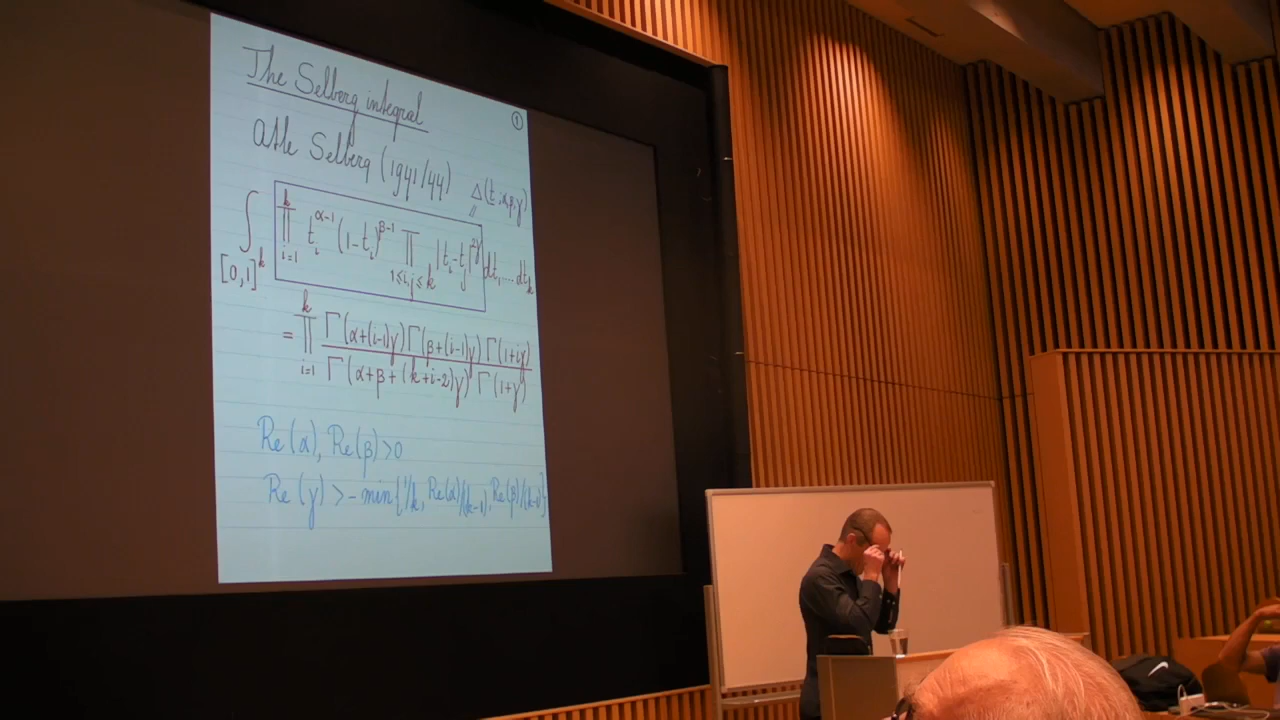 The Selberg integral
①
Atle Selberg (1941/44)
Δ(t;α,β,γ)
∫_{[0,1]^k} ∏_{i=1}^{k} t_i^{α-1} (1-t_i)^{β-1} ∏_{1≤i,j≤k} |t_i-t_j|^{2γ} dt_1....dt_k
= ∏_{i=1}^{k} Γ(α+(i-1)γ) Γ(β+(i-1)γ) Γ(1+iγ) / Γ(α+β+(k+i-2)γ) Γ(1+γ)
Re(α), Re(β)>0
Re(γ) > -min{1/k, Re(α)/(k-1), Re(β)/(k-1)}